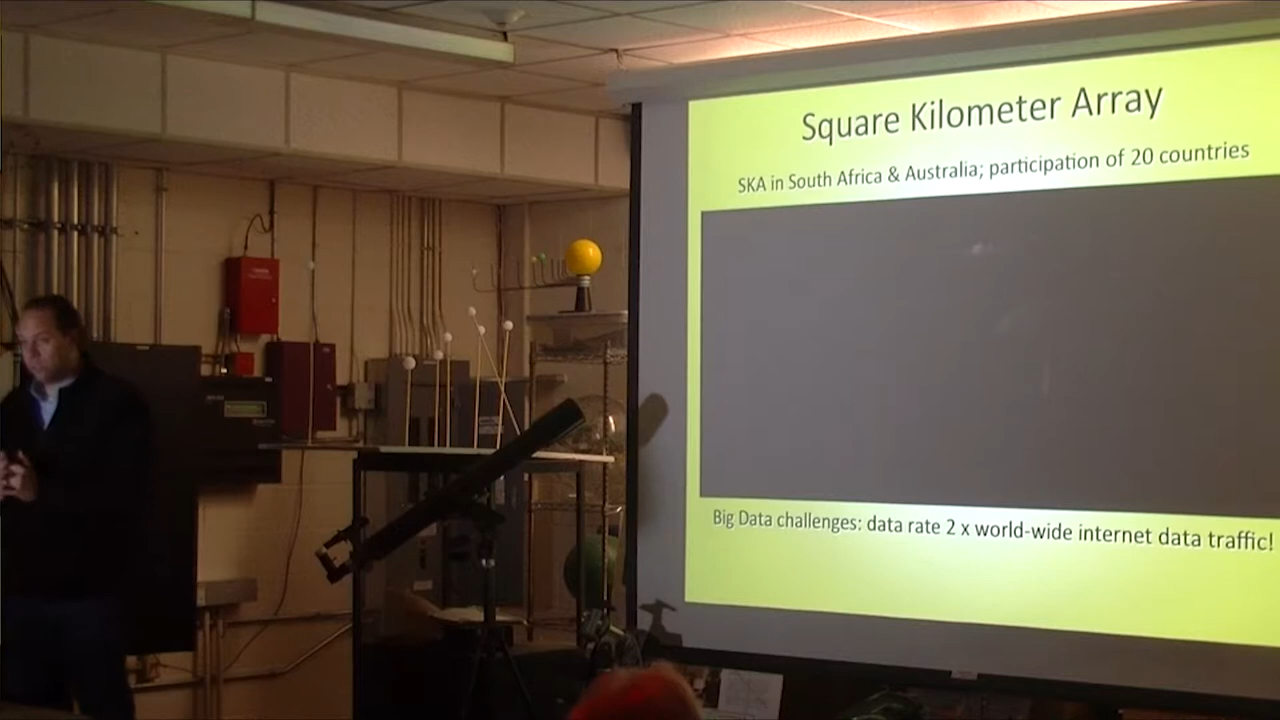 Square Kilometer Array
SKA in South Africa & Australia; participation of 20 countries
Big Data challenges: data rate 2 x world-wide internet data traffic!